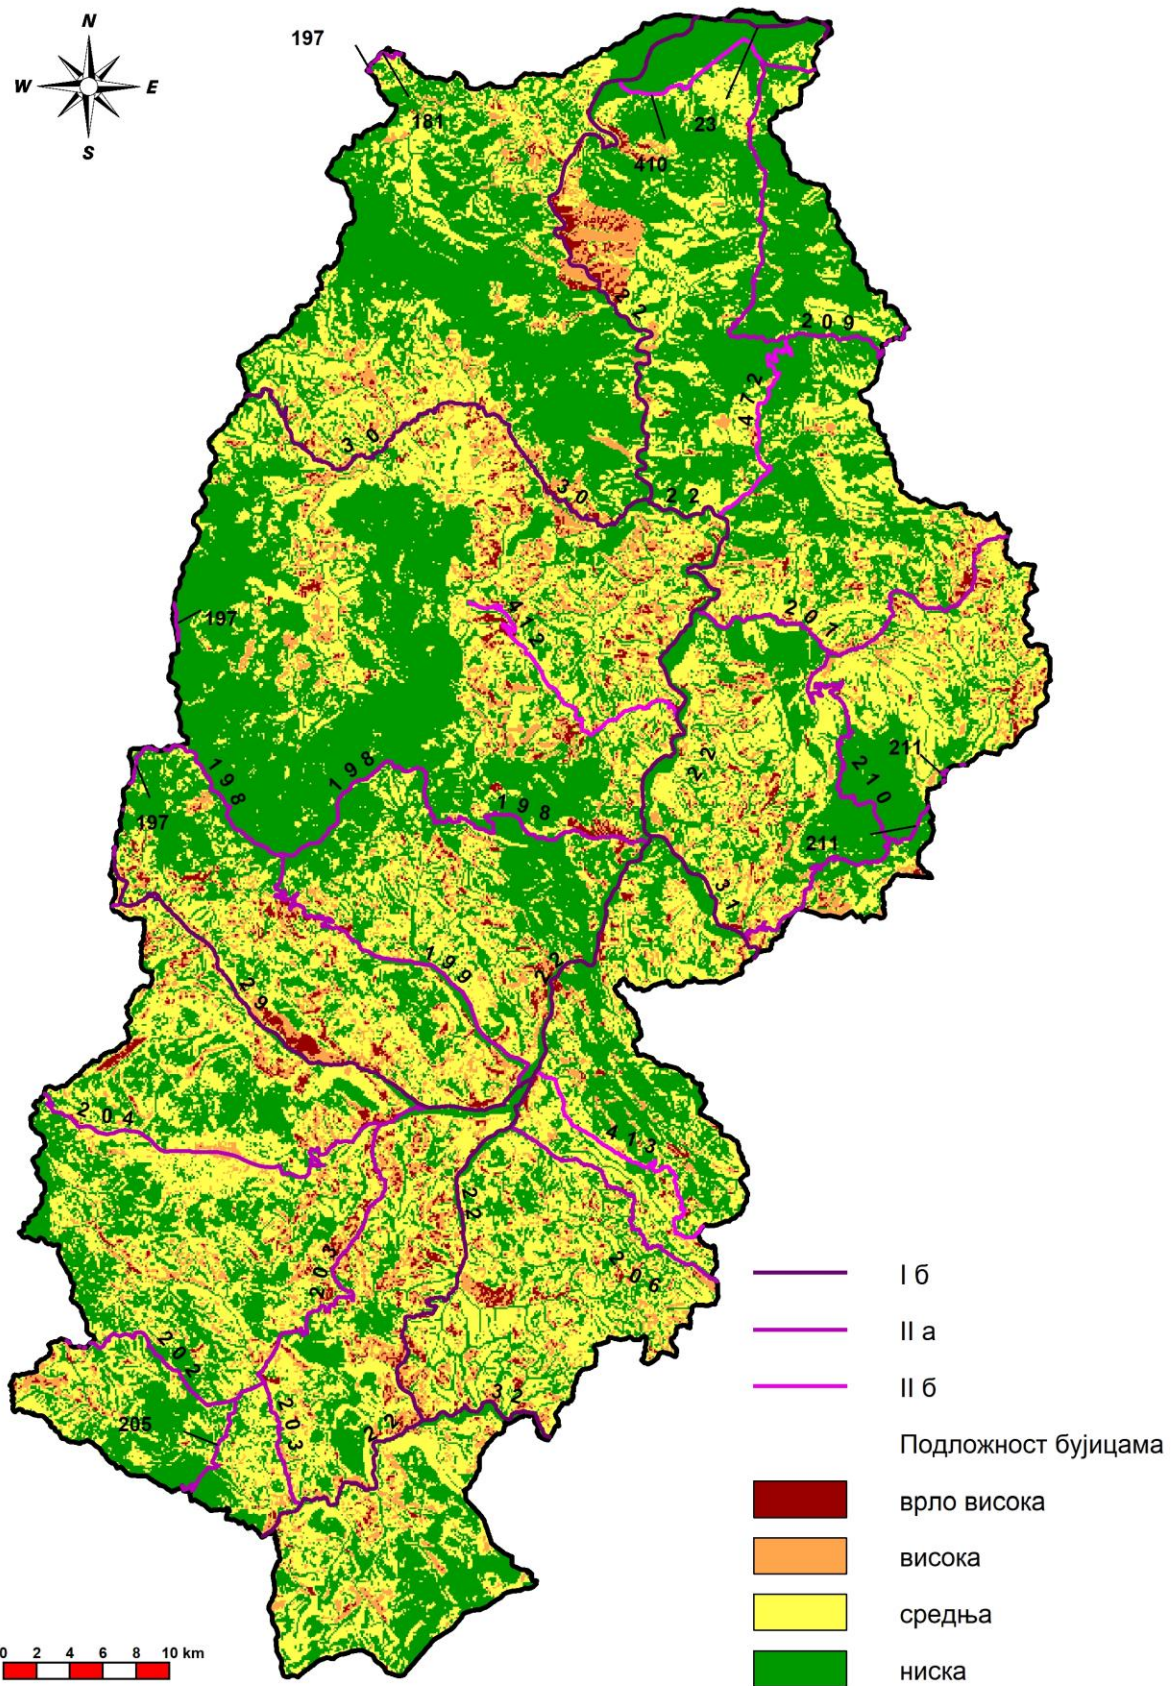 N
W E
S
197
181
23
410
22
209
472
30
30
22
207
412
197
22
211
210
198
198
198
197
211
31
199
22
29
204
413
22
203
206
202
205
203
22
32
I б
II а
II б
Подложност бујицама
врло висока
висока
средња
ниска
0 2 4 6 8 10 km